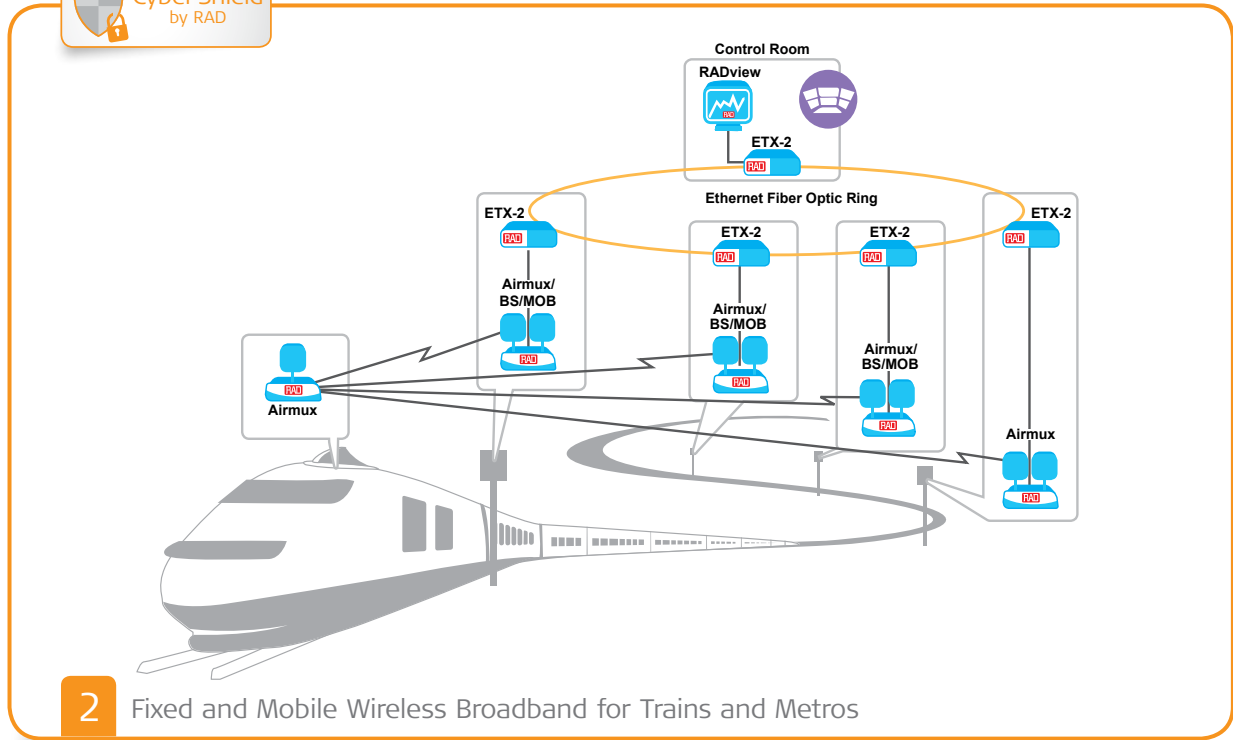 Cyber Shield
by RAD
Control Room
RADview
RAD
ETX-2
RAD
Ethernet Fiber Optic Ring
ETX-2
RAD
Airmux/
BS/MOB
RAD
ETX-2
RAD
Airmux/
BS/MOB
RAD
ETX-2
RAD
Airmux/
BS/MOB
RAD
ETX-2
RAD
Airmux
RAD
RAD
Airmux
2 Fixed and Mobile Wireless Broadband for Trains and Metros